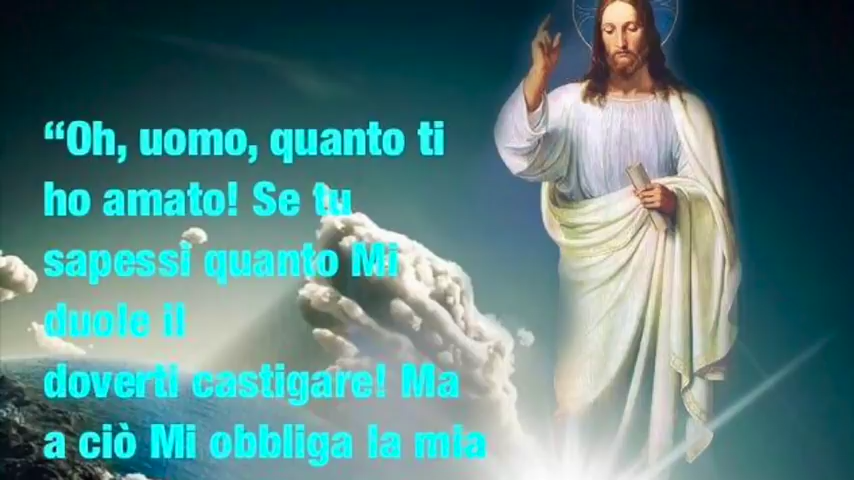 “Oh, uomo, quanto ti
ho amato! Se tu
sapessi quanto Mi
duole il
doverti castigare! Ma
a ciò Mi obbliga la mia